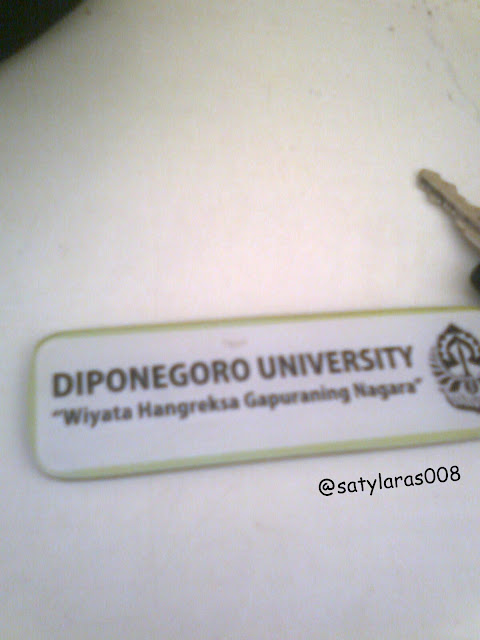 DIPONEGORO UNIVERSITY
"Wiyata Hangreksa Gapuraning Nagara"
@satylaras008